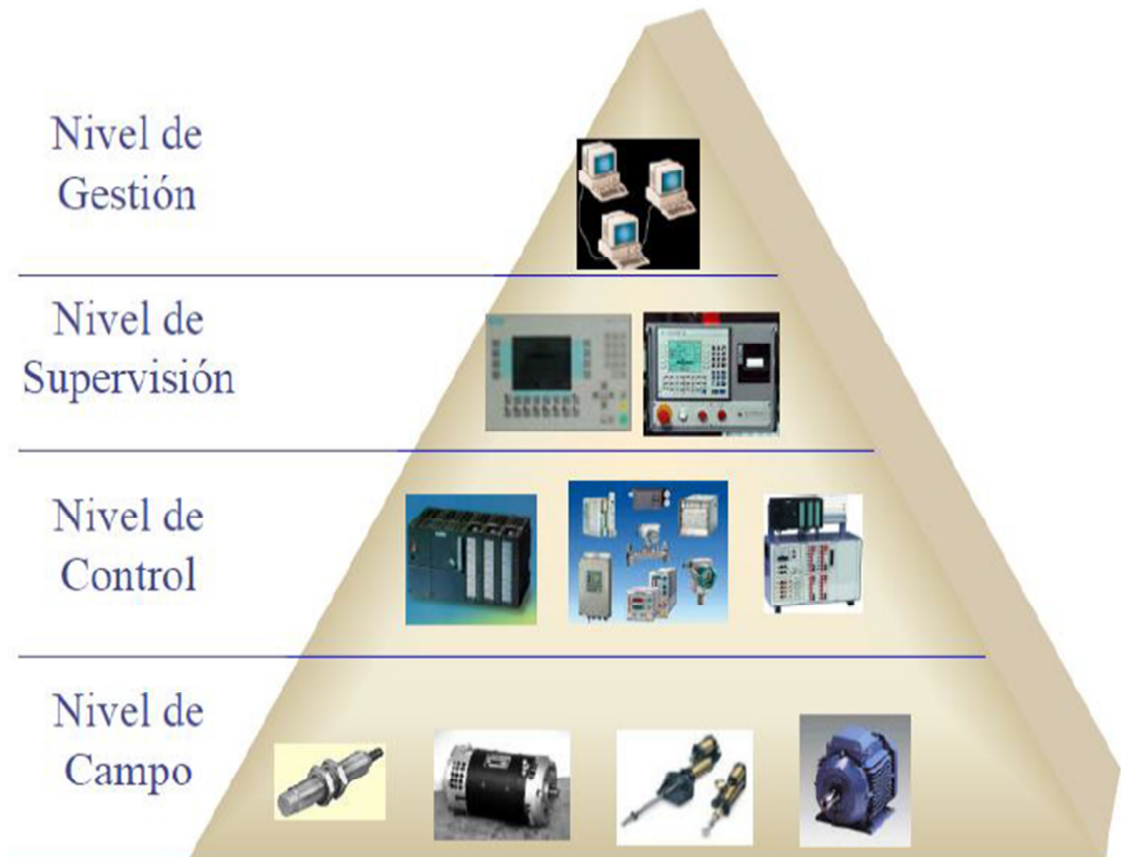 Nivel de
Gestión
Nivel de
Supervisión
Nivel de
Control
Nivel de
Campo